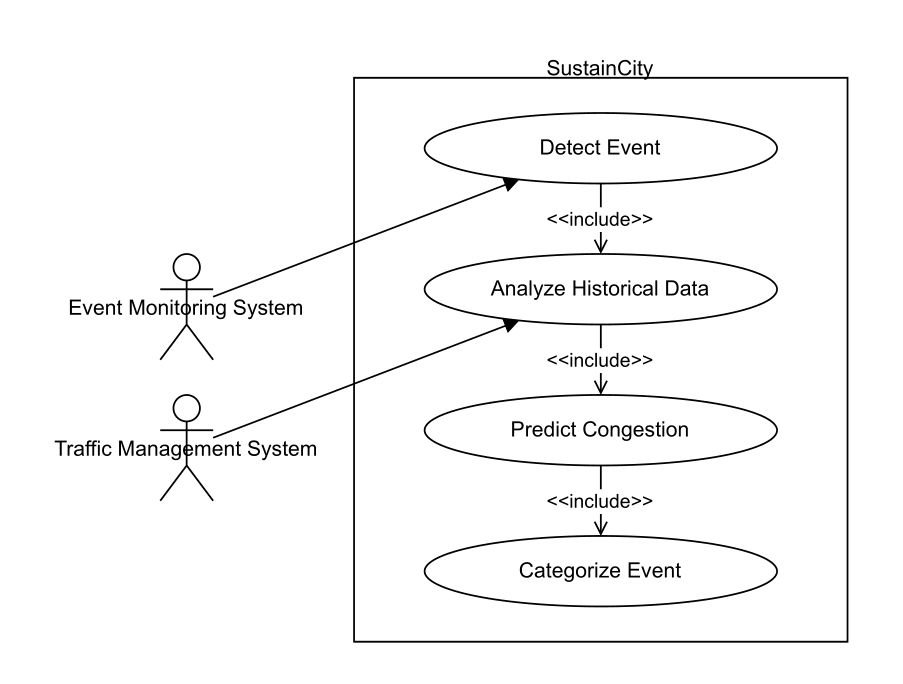 SustainCity
Detect Event
<<include>>
Analyze Historical Data
Event Monitoring System
<<include>>
Predict Congestion
Traffic Management System
<<include>>
Categorize Event